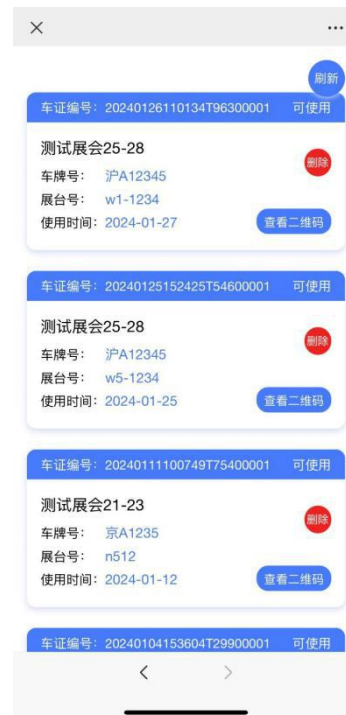 刷新
车证编号：20240126110134T96300001 可使用
测试展会25-28
删除
车牌号： 沪A12345
展台号： w1-1234
使用时间：2024-01-27 查看二维码
车证编号：20240125152425T54600001 可使用
测试展会25-28
删除
车牌号： 沪A12345
展台号： w5-1234
使用时间：2024-01-25 查看二维码
车证编号：20240111100749T75400001 可使用
测试展会21-23
删除
车牌号： 京A1235
展台号： n512
使用时间：2024-01-12 查看二维码
车证编号：20240104153604T29900001 可使用